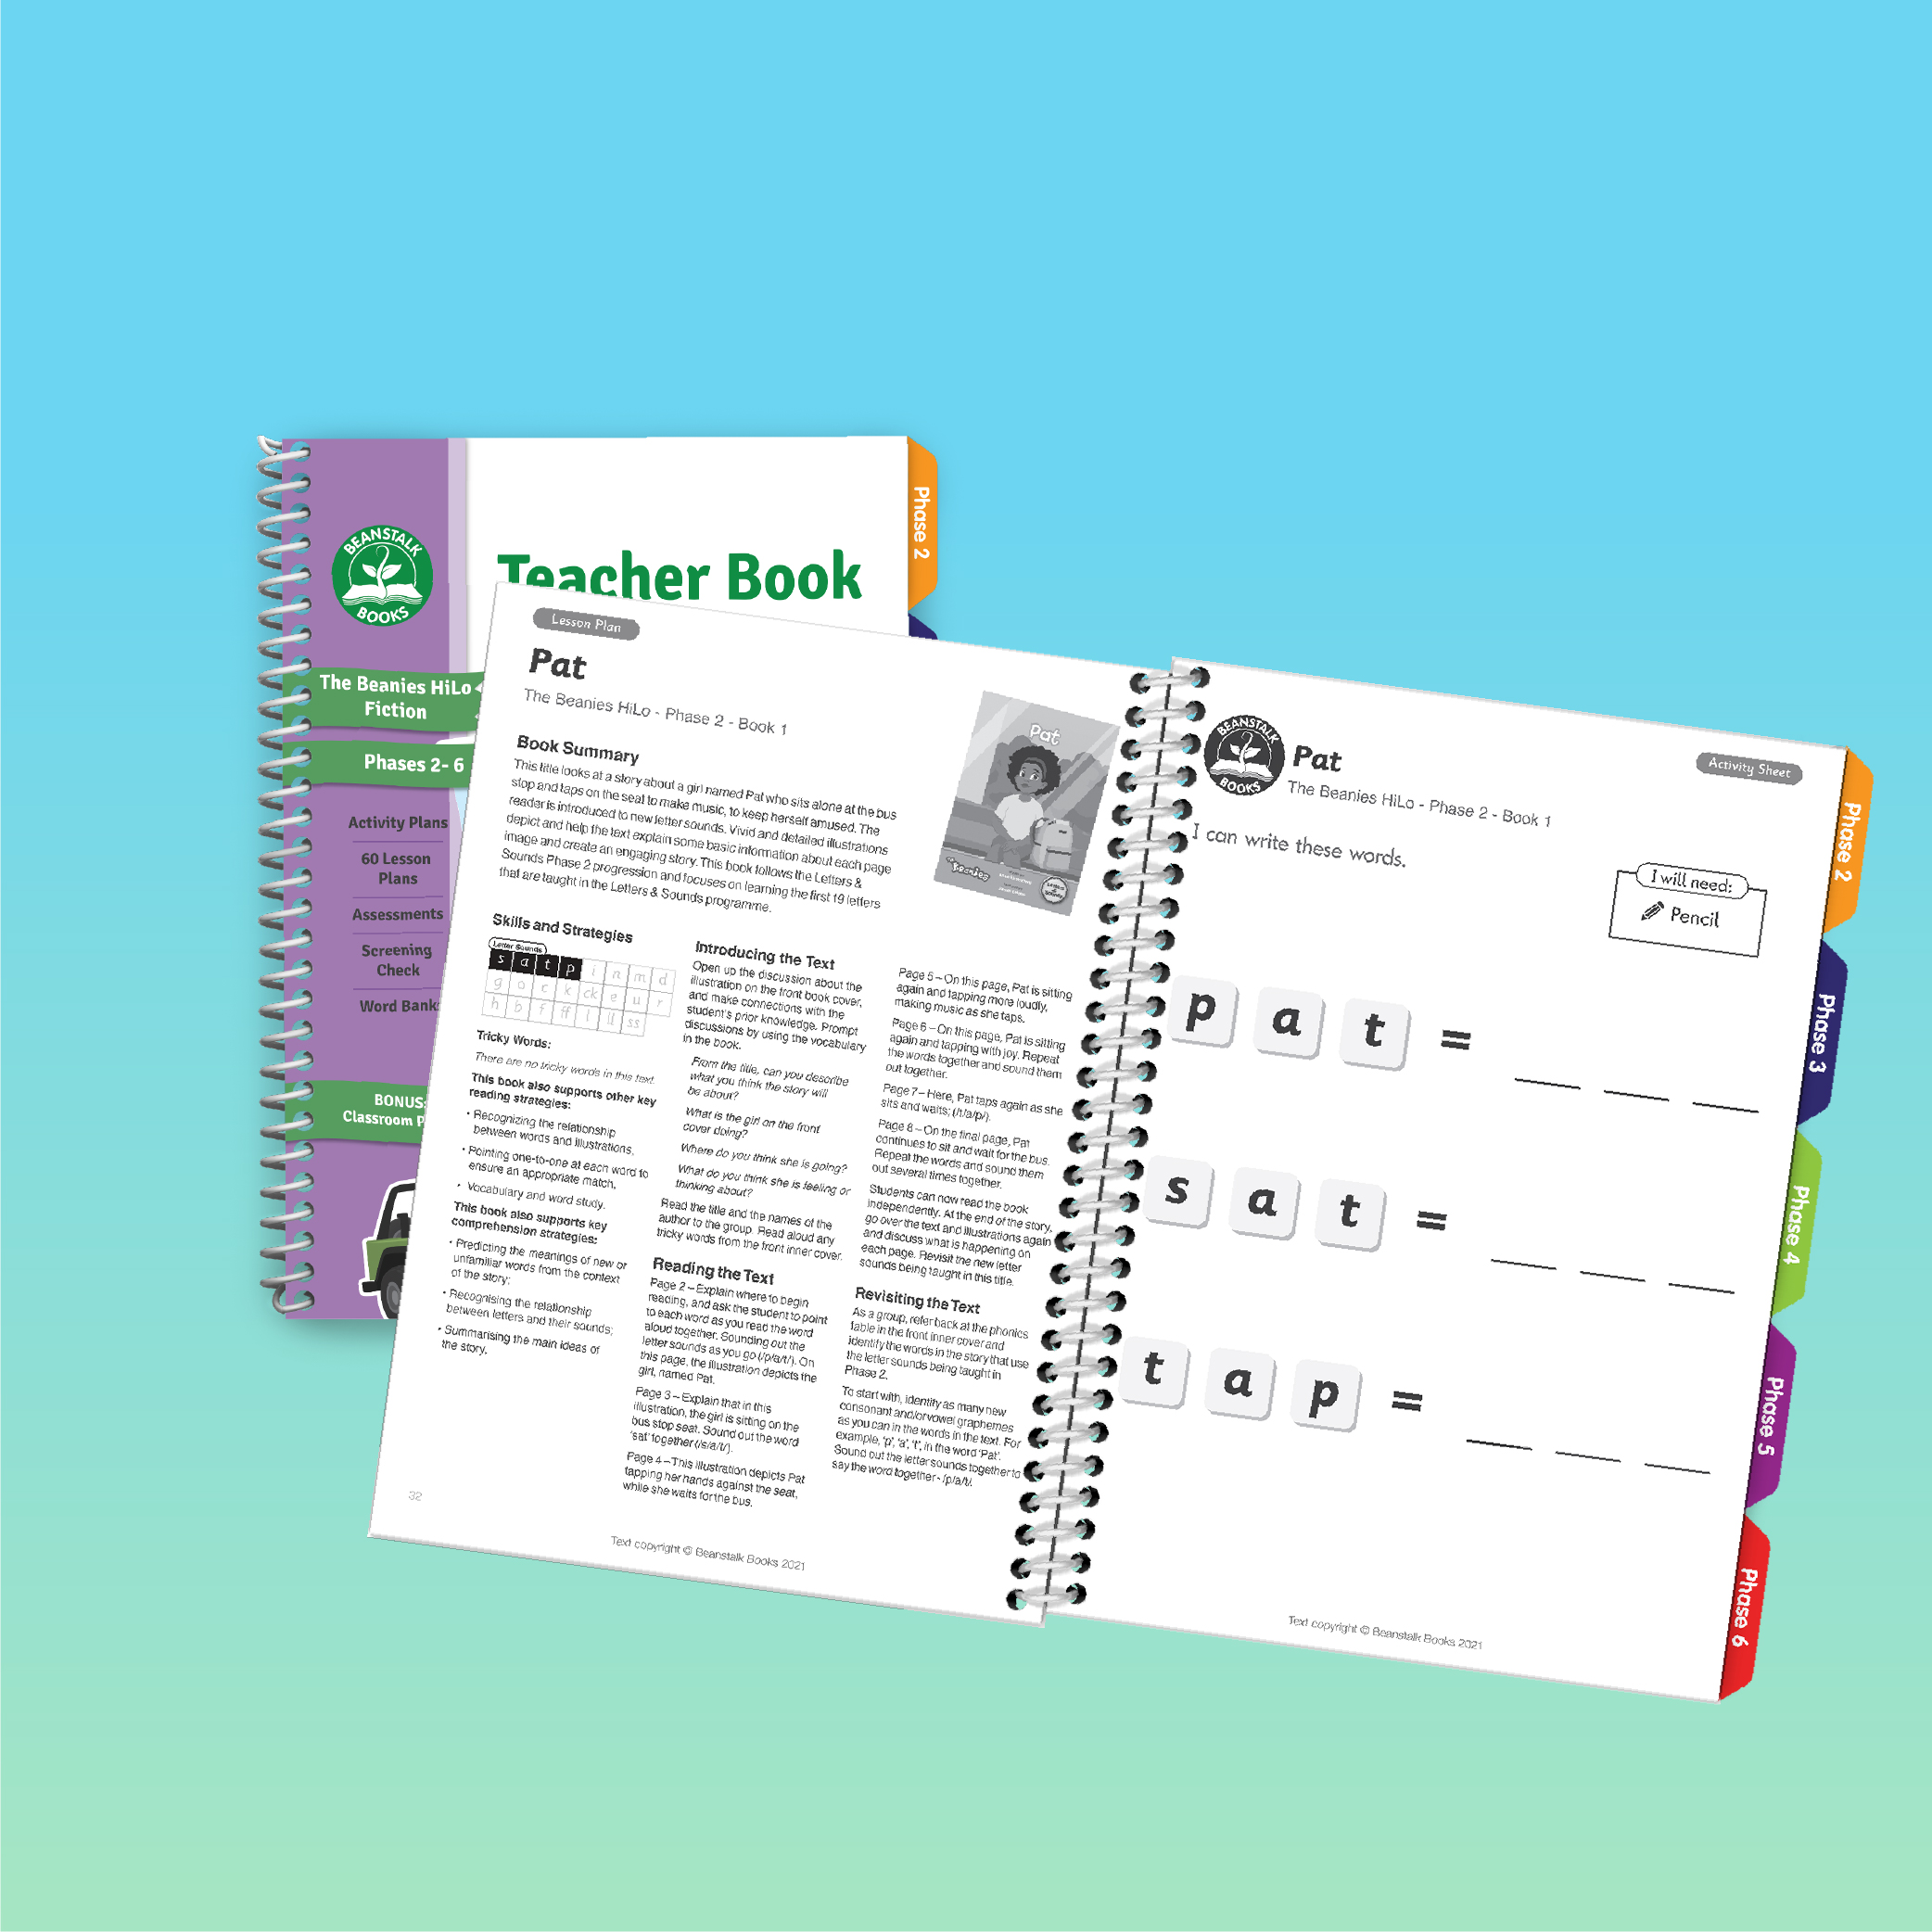 BEANSTALK
BOOKS
Teacher Book
Phase 2
The Beanies HiLo
Fiction
Phases 2- 6
Activity Plans
60 Lesson
Plans
Assessments
Screening
Check
Word Bank
BONUS:
Classroom P
Lesson Plan
Pat
The Beanies HiLo - Phase 2 - Book 1
Book Summary
This title looks at a story about a girl named Pat who sits alone at the bus
stop and taps on the seat to make music, to keep herself amused. The
reader is introduced to new letter sounds. Vivid and detailed illustrations
depict and help the text explain some basic information about each page
image and create an engaging story. This book follows the Letters &
Sounds Phase 2 progression and focuses on learning the first 19 letters
that are taught in the Letters & Sounds programme.
Pat
Beanies
Skills and Strategies
Letter Sounds
s a t p i n m d
g o c k ck e u r
h b f ff l ll ss
Tricky Words:
There are no tricky words in this text.
This book also supports other key
reading strategies:
• Recognizing the relationship
between words and illustrations.
• Pointing one-to-one at each word to
ensure an appropriate match.
• Vocabulary and word study.
This book also supports key
comprehension strategies:
• Predicting the meanings of new or
unfamiliar words from the context
of the story;
• Recognising the relationship
between letters and their sounds;
• Summarising the main ideas of
the story.
Introducing the Text
Open up the discussion about the
illustration on the front book cover,
and make connections with the
student's prior knowledge. Prompt
discussions by using the vocabulary
in the book.
From the title, can you describe
what you think the story will
be about?
What is the girl on the front
cover doing?
Where do you think she is going?
What do you think she is feeling or
thinking about?
Read the title and the names of the
author to the group. Read aloud any
tricky words from the front inner cover.
Reading the Text
Page 2 – Explain where to begin
reading, and ask the student to point
to each word as you read the word
aloud together. Sounding out the
letter sounds as you go (/p/a/t/). On
this page, the illustration depicts the
girl, named Pat.
Page 3 – Explain that in this
illustration, the girl is sitting on the
bus stop seat. Sound out the word
'sat' together (/s/a/t/).
Page 4 – This illustration depicts Pat
tapping her hands against the seat,
while she waits for the bus.
Page 5 – On this page, Pat is sitting
again and tapping more loudly,
making music as she taps.
Page 6 – On this page, Pat is sitting
again and tapping with joy. Repeat
the words together and sound them
out together.
Page 7 – Here, Pat taps again as she
sits and waits; (/t/a/p/).
Page 8 – On the final page, Pat
continues to sit and wait for the bus.
Repeat the words and sound them
out several times together.
Students can now read the book
independently. At the end of the story,
go over the text and illustrations again
and discuss what is happening on
each page. Revisit the new letter
sounds being taught in this title.
Revisiting the Text
As a group, refer back at the phonics
table in the front inner cover and
identify the words in the story that use
the letter sounds being taught in
Phase 2.
To start with, identify as many new
consonant and/or vowel graphemes
as you can in the words in the text. For
example, 'p', 'a', 't', in the word 'Pat'.
Sound out the letter sounds together to
say the word together - /p/a/t/.
32
Text copyright © Beanstalk Books 2021
BEANSTALK
BOOKS
Pat
The Beanies HiLo - Phase 2 - Book 1
Activity Sheet
I can write these words.
I will need:
Pencil
p a t =
s a t =
t a p =
Text copyright © Beanstalk Books 2021
Phase 2
Phase 3
Phase 4
Phase 5
Phase 6